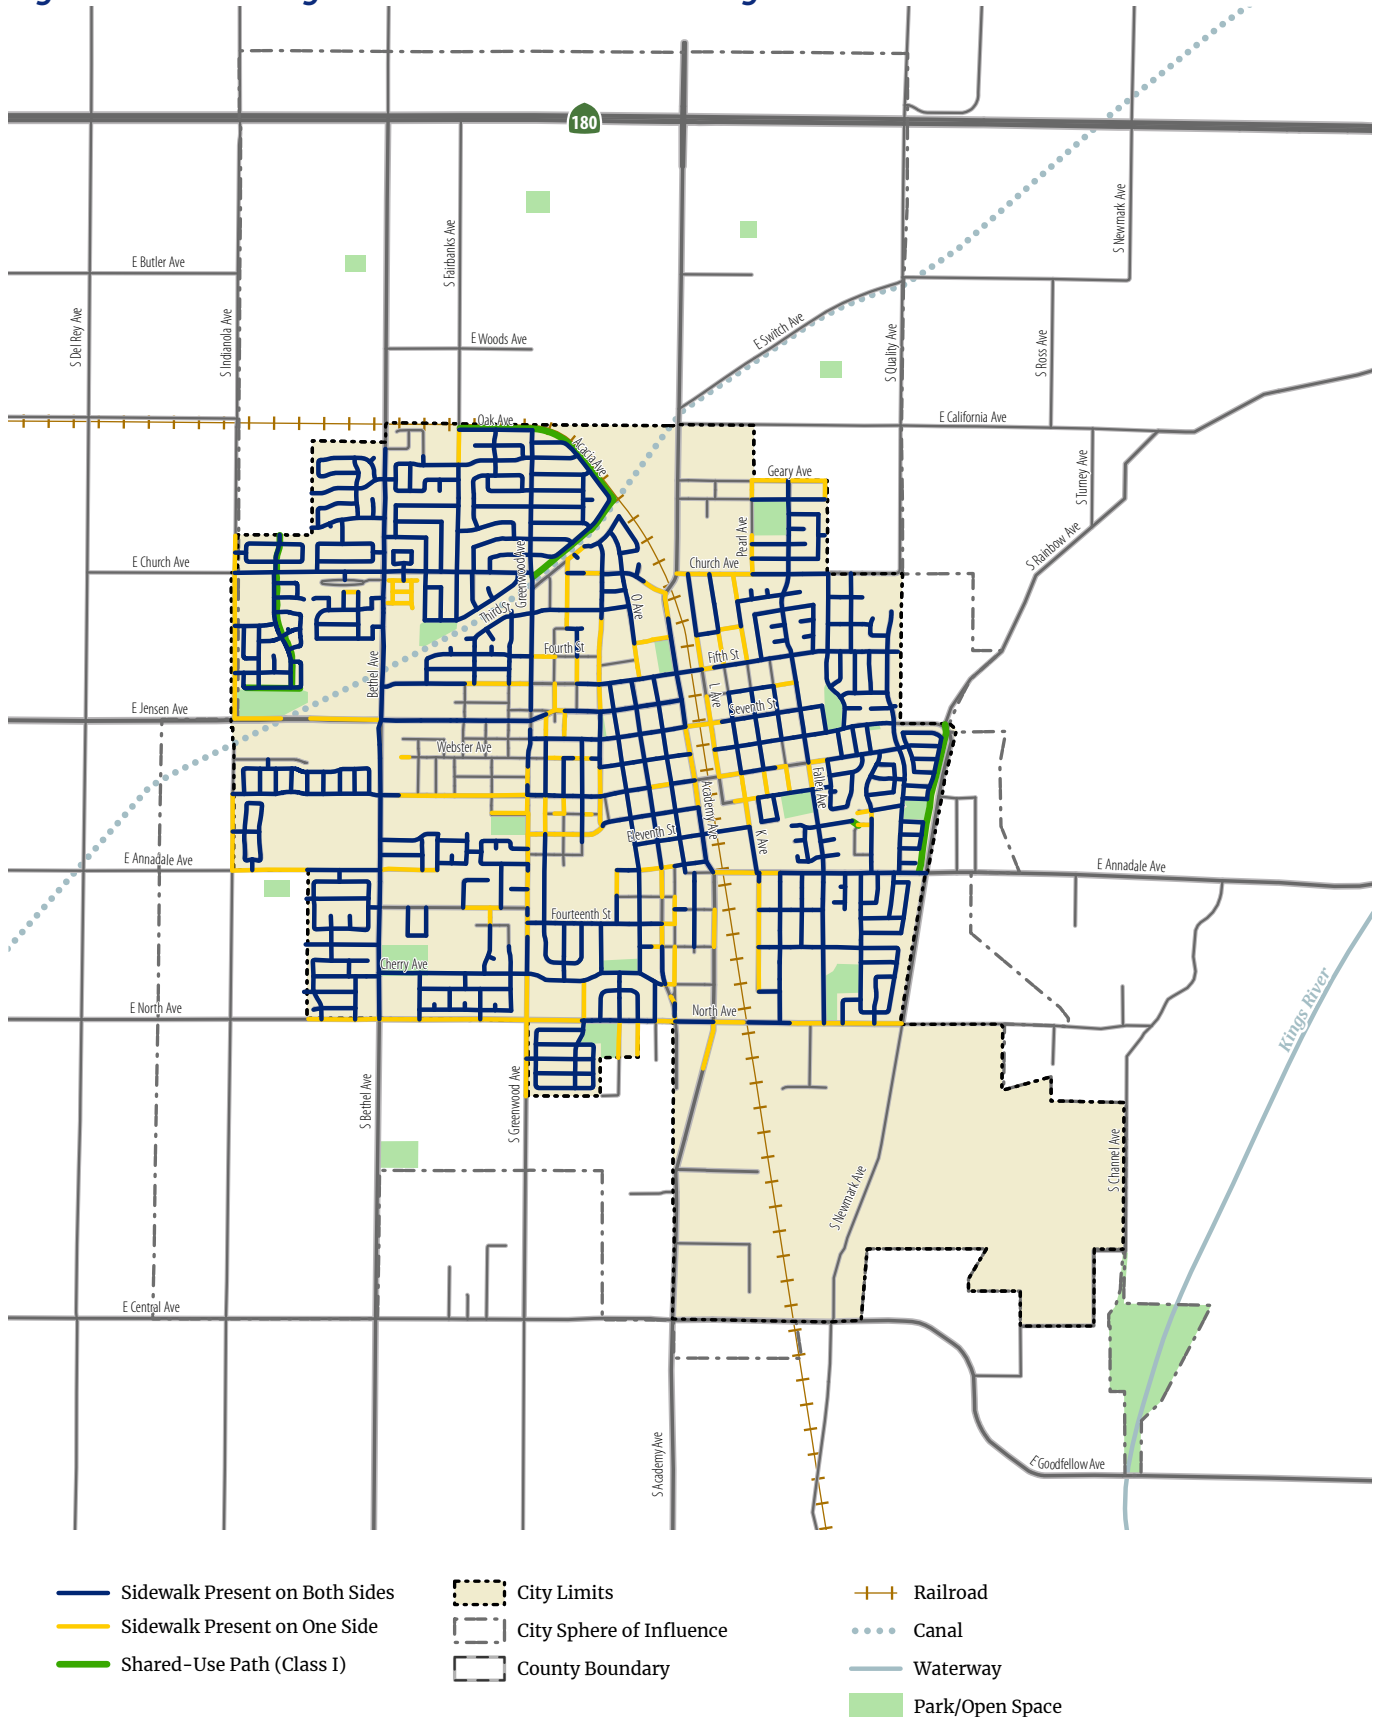 180
S Newmark Ave
S Fairbanks Ave
E Butler Ave
S Del Rey Ave
S Indianola Ave
E Switch Ave
S Quality Ave
S Ross Ave
E Woods Ave
E California Ave
Oak Ave
Acacia Ave
Geary Ave
S Turney Ave
Pearl Ave
S Rainbow Ave
E Church Ave
Church Ave
Greenwood Ave
Third St
O Ave
Fourth St
Fifth St
Bethel Ave
L Ave
E Jensen Ave
Seventh St
Webster Ave
Faller Ave
Academy Ave
Eleventh St
K Ave
E Annadale Ave
E Annadale Ave
Fourteenth St
Cherry Ave
E North Ave
North Ave
Kings River
S Bethel Ave
S Greenwood Ave
S Channel Ave
S Newmark Ave
E Central Ave
S Academy Ave
E Goodfellow Ave
Sidewalk Present on Both Sides
Sidewalk Present on One Side
Shared-Use Path (Class I)
City Limits
City Sphere of Influence
County Boundary
Railroad
Canal
Waterway
Park/Open Space